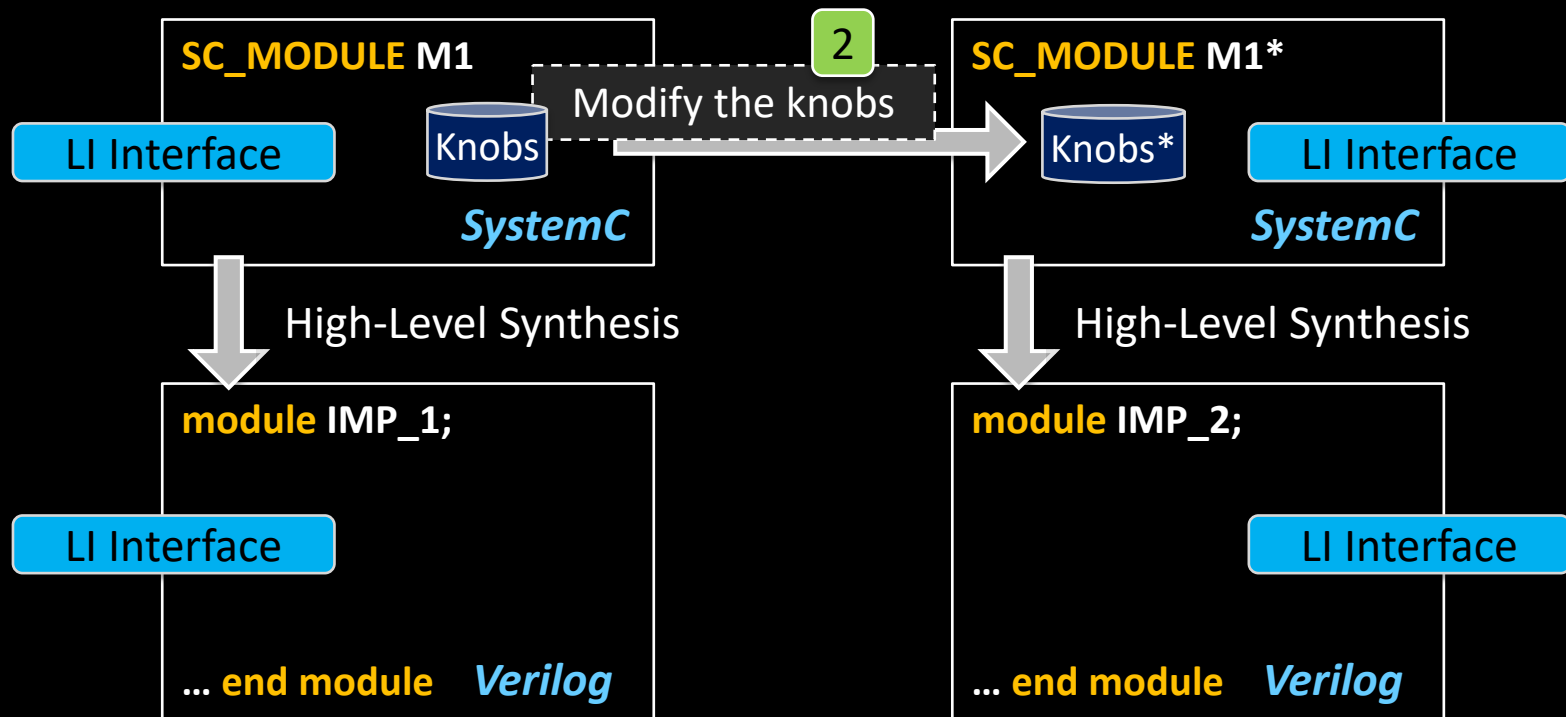 2
SC_MODULE M1
SC_MODULE M1*
Modify the knobs
LI Interface
Knobs
Knobs*
LI Interface
SystemC
SystemC
High-Level Synthesis
High-Level Synthesis
module IMP_1;
module IMP_2;
LI Interface
LI Interface
... end module Verilog
... end module Verilog